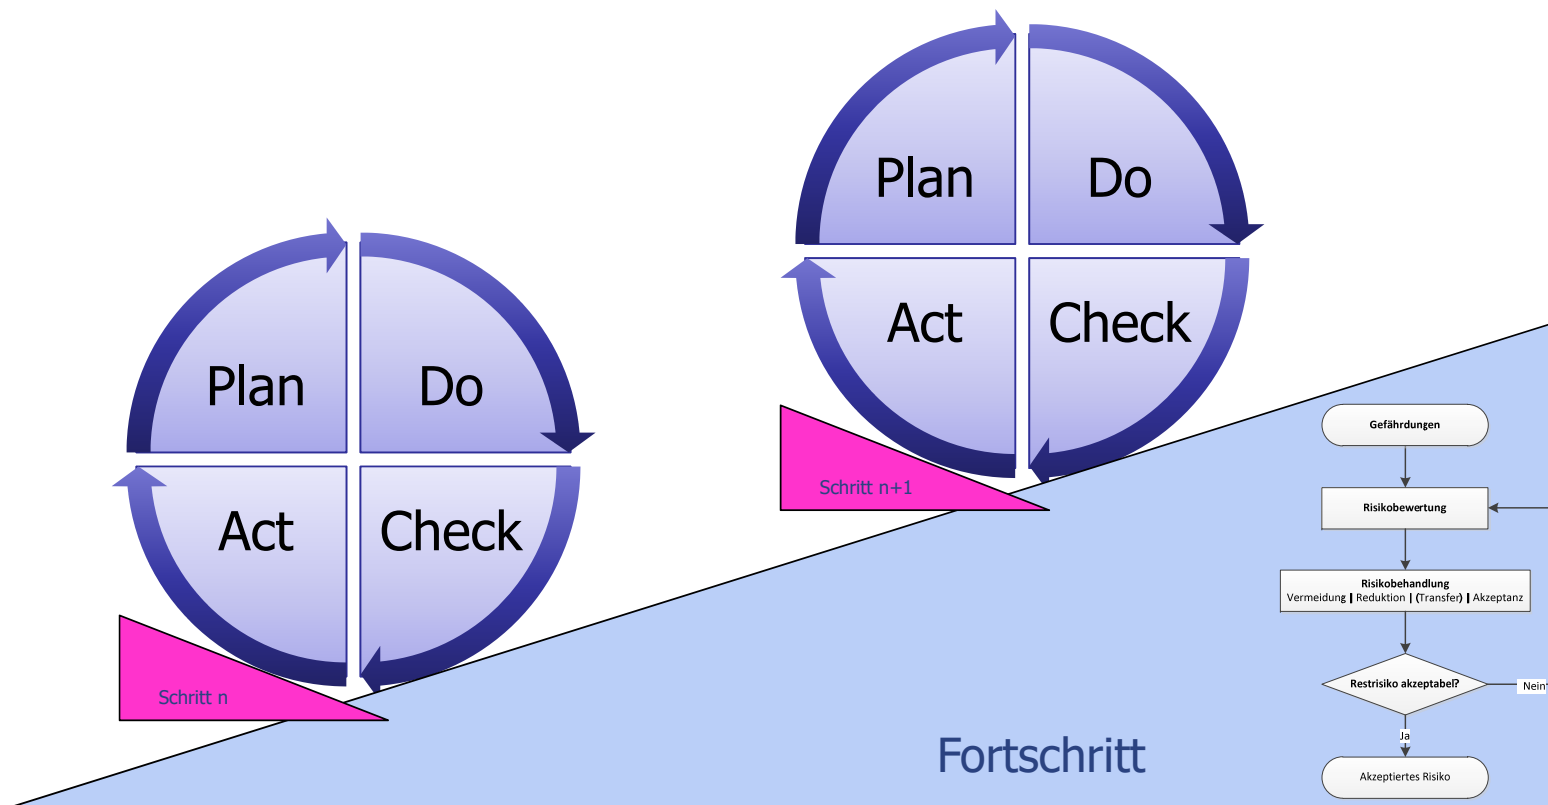 Plan
Do
Act
Check
Schritt n
Plan
Do
Act
Check
Schritt n+1
Fortschritt
Gefährdungen
Risikobewertung
Risikobehandlung
Vermeidung | Reduktion | (Transfer) | Akzeptanz
Restrisiko akzeptabel?
Nein
Ja
Akzeptiertes Risiko